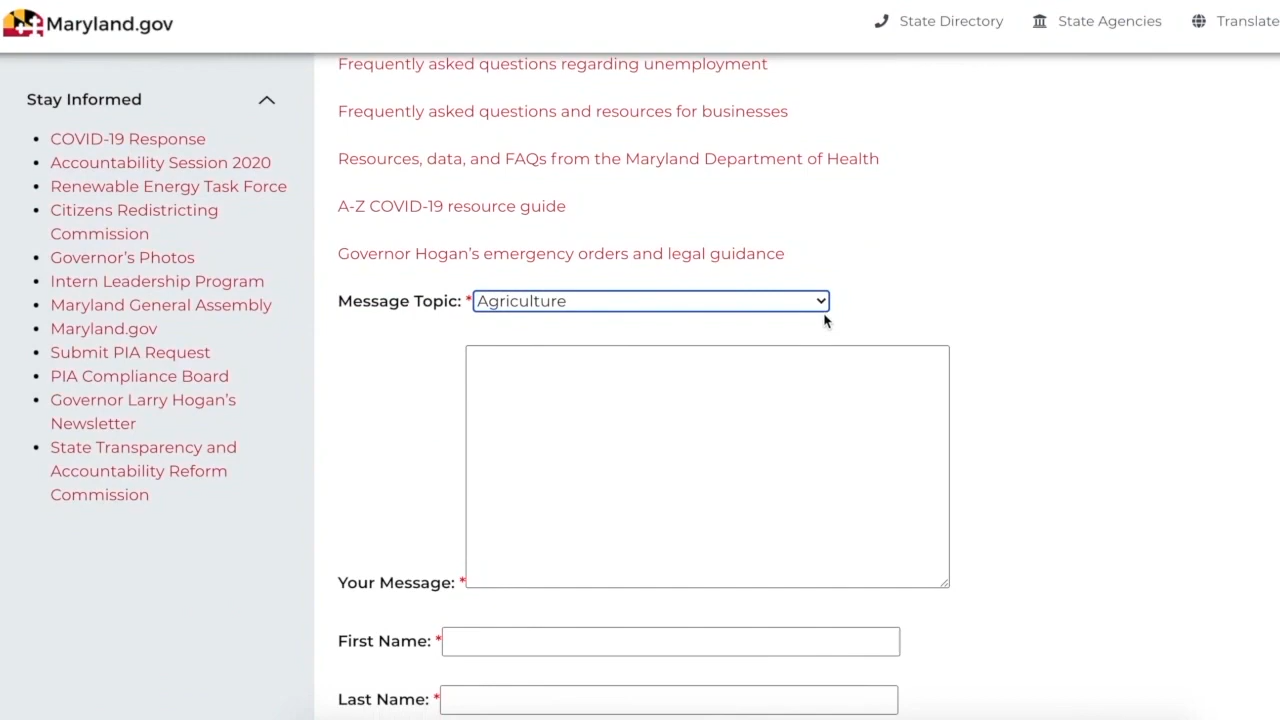 Maryland.gov
State Directory
State Agencies
Translate
Stay Informed
COVID-19 Response
Accountability Session 2020
Renewable Energy Task Force
Citizens Redistricting
Commission
Governor's Photos
Intern Leadership Program
Maryland General Assembly
Maryland.gov
Submit PIA Request
PIA Compliance Board
Governor Larry Hogan's
Newsletter
State Transparency and
Accountability Reform
Commission
Frequently asked questions regarding unemployment
Frequently asked questions and resources for businesses
Resources, data, and FAQs from the Maryland Department of Health
A-Z COVID-19 resource guide
Governor Hogan's emergency orders and legal guidance
Message Topic: * Agriculture
Your Message: *
First Name: *
Last Name: *